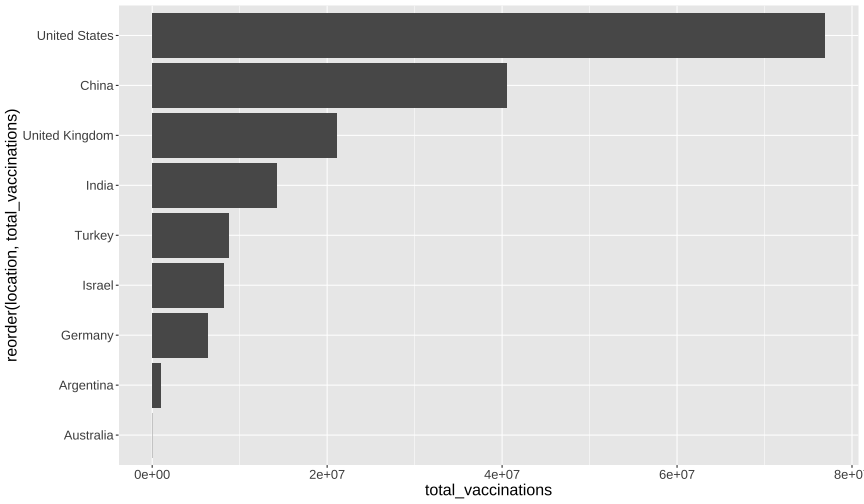 reorder(location, total_vaccinations)
United States
China
United Kingdom
India
Turkey
Israel
Germany
Argentina
Australia
0e+00 2e+07 4e+07 6e+07 8e+0
total_vaccinations